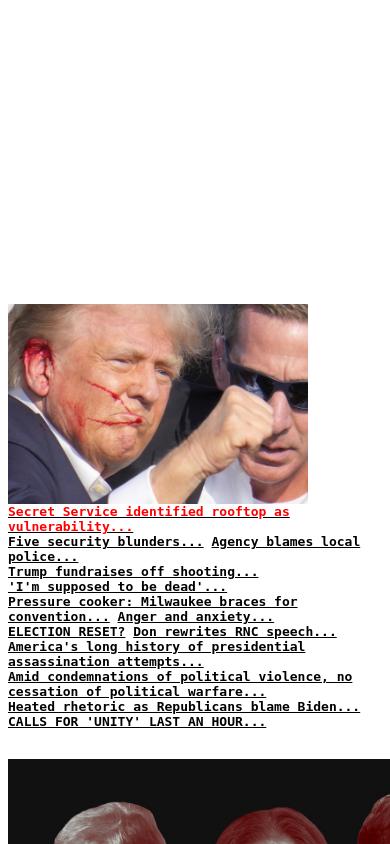 Secret Service identified rooftop as
vulnerability...
Five security blunders... Agency blames local
police...
Trump fundraises off shooting...
'I'm supposed to be dead'...
Pressure cooker: Milwaukee braces for
convention... Anger and anxiety...
ELECTION RESET? Don rewrites RNC speech...
America's long history of presidential
assassination attempts...
Amid condemnations of political violence, no
cessation of political warfare...
Heated rhetoric as Republicans blame Biden...
CALLS FOR 'UNITY' LAST AN HOUR...